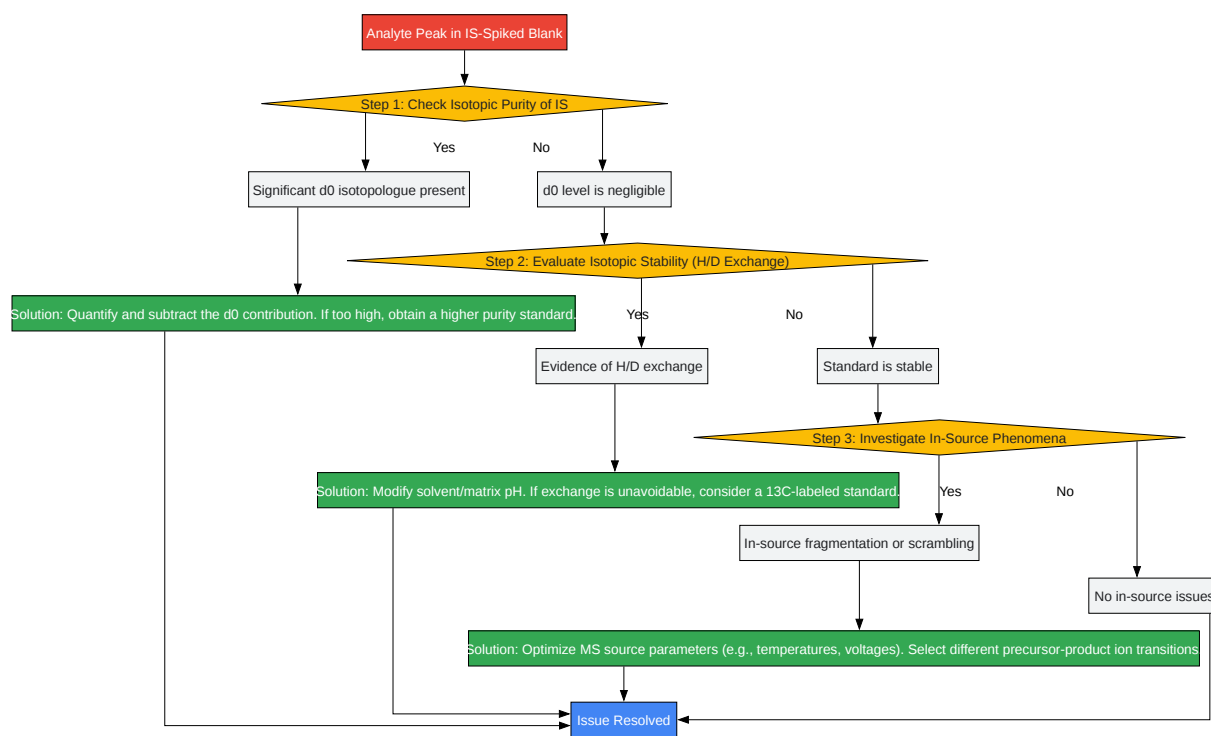 Analyte Peak in IS-Spiked Blank
Step 1: Check Isotopic Purity of IS
Yes
No
Significant d0 isotopologue present
d0 level is negligible
Step 2: Evaluate Isotopic Stability (H/D Exchange)
Solution: Quantify and subtract the d0 contribution. If too high, obtain a higher purity standard.
Yes
No
Evidence of H/D exchange
Standard is stable
Step 3: Investigate In-Source Phenomena
Solution: Modify solvent/matrix pH. If exchange is unavoidable, consider a 13C-labeled standard.
Yes
No
In-source fragmentation or scrambling
No in-source issues
Solution: Optimize MS source parameters (e.g., temperatures, voltages). Select different precursor-product ion transitions
Issue Resolved